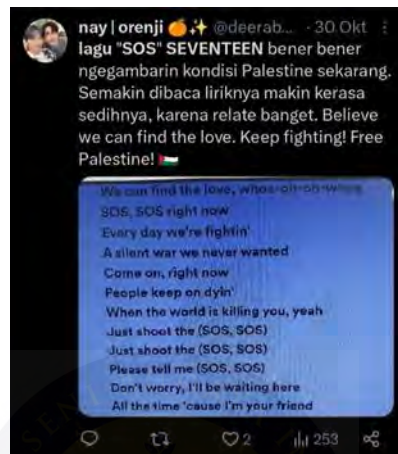 nay | orenji 🍊✨ @deerab... · 30 Okt
lagu "SOS" SEVENTEEN bener bener
ngegambarin kondisi Palestine sekarang.
Semakin dibaca liriknya makin kerasa
sedihnya, karena relate banget. Believe
we can find the love. Keep fighting! Free
Palestine! 🇵🇸
We can find the love, whoa-oh-oh-whoa
SOS, SOS right now
Every day we're fightin'
A silent war we never wanted
Come on, right now
People keep on dyin'
When the world is killing you, yeah
Just shoot the (SOS, SOS)
Just shoot the (SOS, SOS)
Please tell me (SOS, SOS)
Don't worry, I'll be waiting here
All the time 'cause I'm your friend
2 253